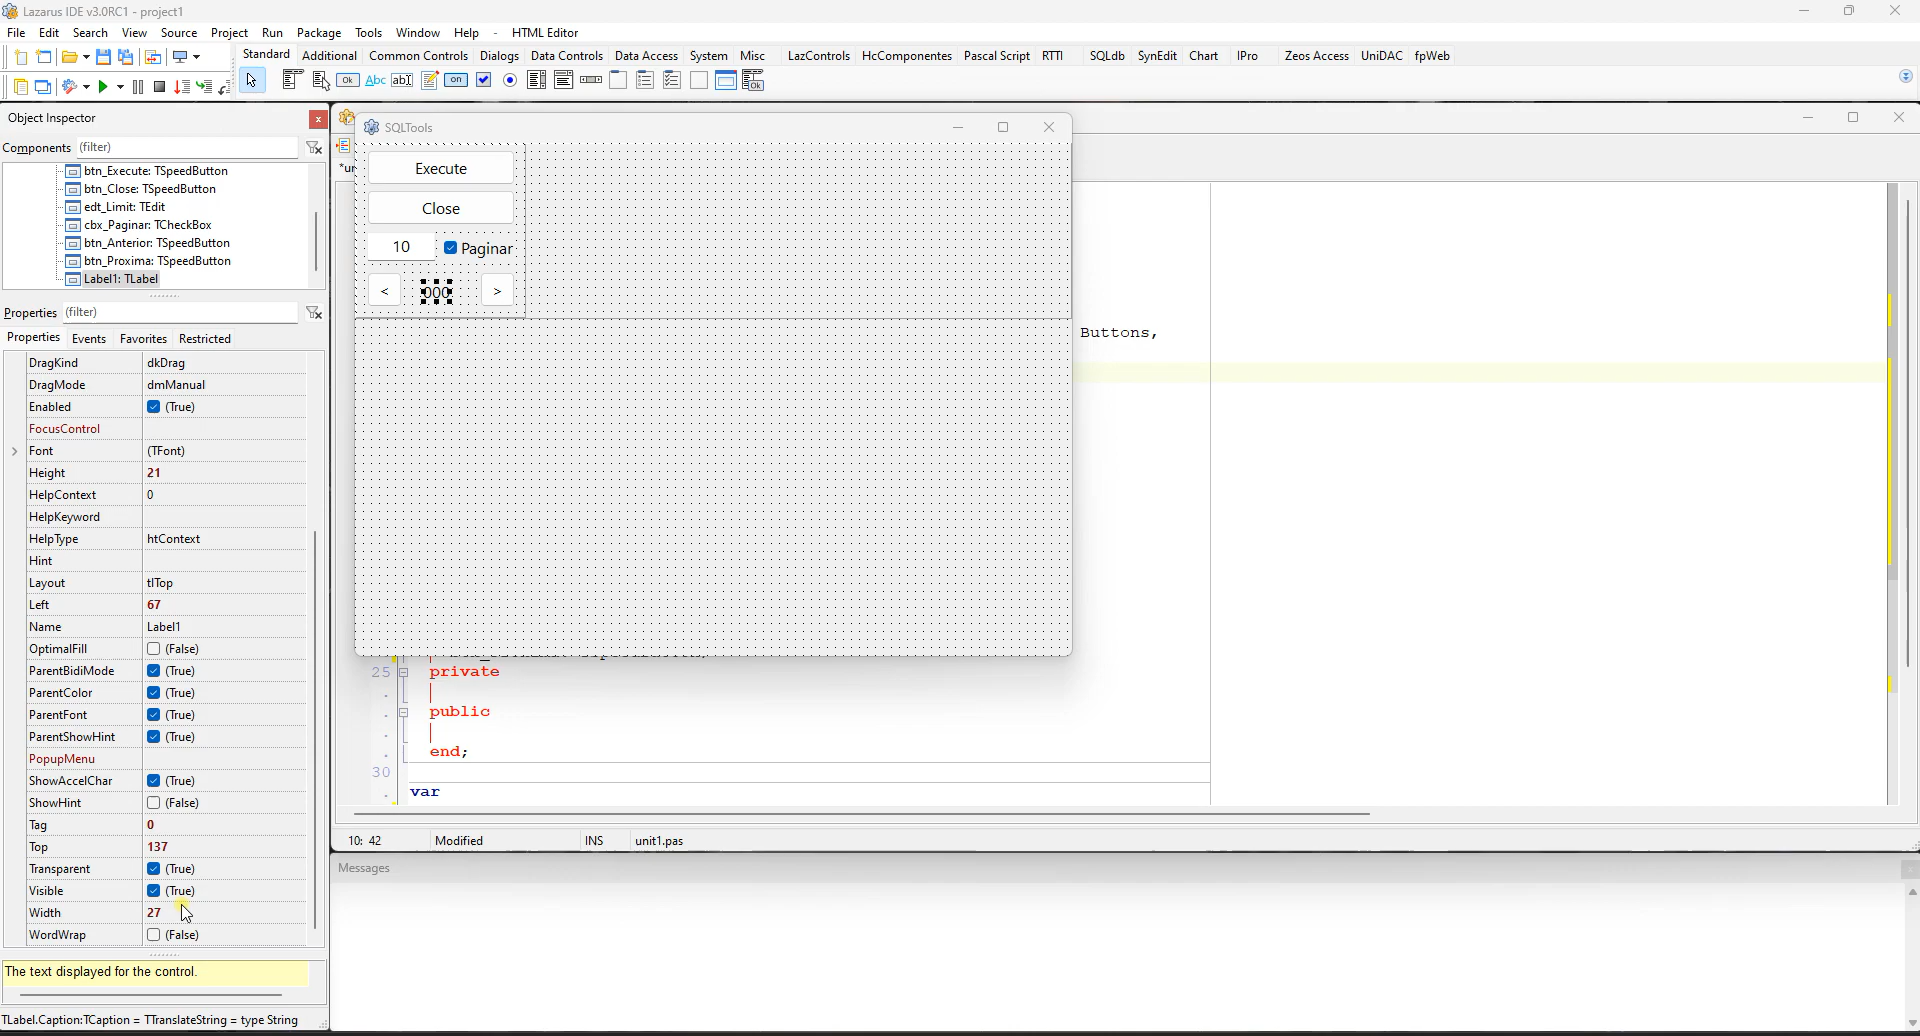 Lazarus IDE v3.0RC1 - project1
File Edit Search View Source Project Run Package Tools Window Help - HTML Editor
Standard Additional Common Controls Dialogs Data Controls Data Access System Misc LazControls HcComponentes Pascal Script RTTI SQLdb SynEdit Chart IPro Zeos Access UniDAC fpWeb
Ok Abc ab on Ok
Object Inspector
Components (filter)
btn_Execute: TSpeedButton
btn_Close: TSpeedButton
edt_Limit: TEdit
cbx_Paginar: TCheckBox
btn_Anterior: TSpeedButton
btn_Proxima: TSpeedButton
Label1: TLabel
Properties (filter)
Properties Events Favorites Restricted
DragKind dkDrag
DragMode dmManual
Enabled (True)
FocusControl
Font (TFont)
Height 21
HelpContext 0
HelpKeyword
HelpType htContext
Hint
Layout tlTop
Left 67
Name Label1
OptimalFill (False)
ParentBidiMode (True)
ParentColor (True)
ParentFont (True)
ParentShowHint (True)
PopupMenu
ShowAccelChar (True)
ShowHint (False)
Tag 0
Top 137
Transparent (True)
Visible (True)
Width 27
WordWrap (False)
The text displayed for the control.
TLabel.Caption:TCaption = TTranslateString = type String
SQLTools
Execute
Close
10 Paginar
< 000 >
Buttons,
25 private
public
end;
30
var
10: 42 Modified INS unit1.pas
Messages